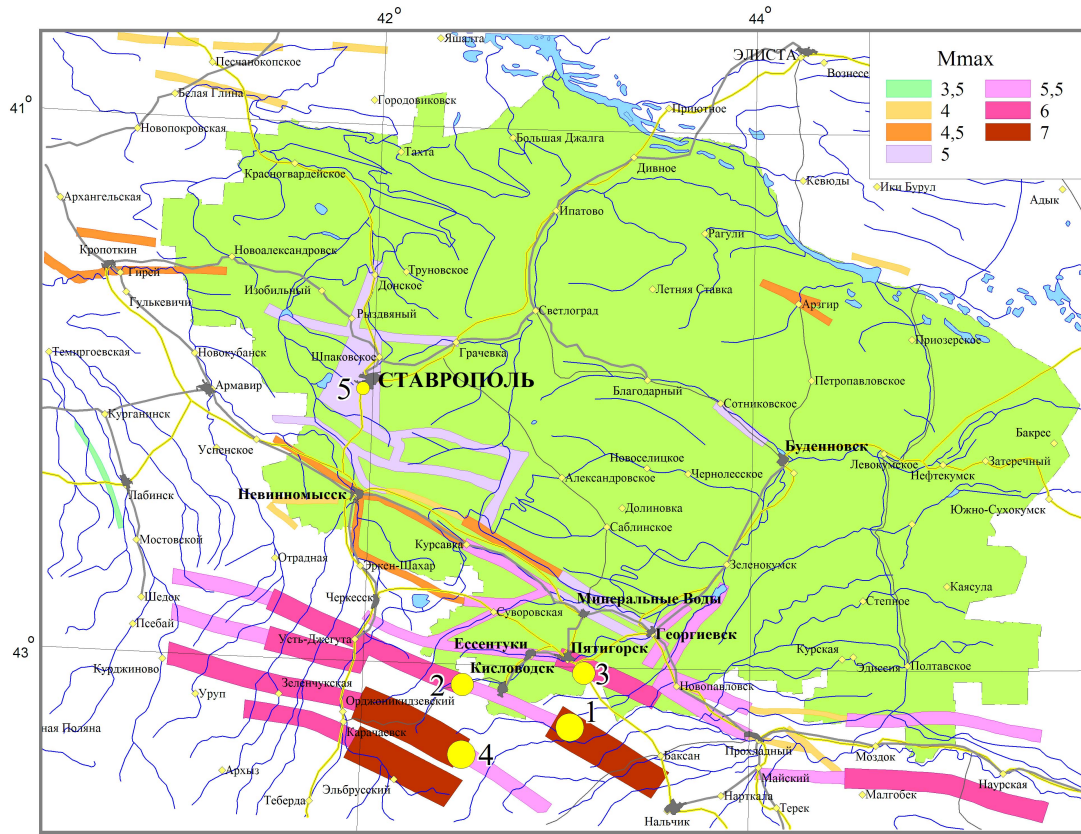 42°
44°
Яшалта
Песчанокопское
ЭЛИСТА
Вознесе
Mmax
3,5
5,5
4
6
4,5
7
5
Белая Глина
Городовиковск
41°
Приютное
Новопокровская
Большая Джалга
Тахта
Дивное
Красногвардейское
Кевюды
Ики Бурул
Архангельская
Адык
Ипатово
Рагули
Кропоткин
Новоалександровск
Гирей
Труновское
Донское
Изобильный
Летняя Ставка
Гулькевичи
Арзгир
Рыздвяный
Светлоград
Приозерское
Темиргоевская
Новокубанск
Шпаковское
Грачевка
СТАВРОПОЛЬ
5
Армавир
Благодарный
Петропавловское
Сотниковское
Курганинск
Успенское
Буденновск
Бакрес
Новоселицкое
Левокумское
Затеречный
Чернолесское
Нефтекумск
Александровское
Лабинск
Невинномысск
Южно-Сухокумск
Долиновка
Саблинское
Мостовской
Курсавка
Отрадная
Эркен-Шахар
Зеленокумск
Каясула
Шедок
Черкесск
Минеральные Воды
Степное
Суворовская
Псебай
Усть-Джегута
Георгиевск
43°
Ессентуки
Пятигорск
Курджиново
Кисловодск
3
Курская
Элиссия
Полтавское
2
Уруп
Зеленчукская
Новопавловск
Орджоникидзевский
1
ная Поляна
Карачаевск
4
Прохладный
Баксан
Моздок
Архыз
Майский
Наурская
Эльбрусский
Теберда
Нарткала
Малгобек
Нальчик
Терек